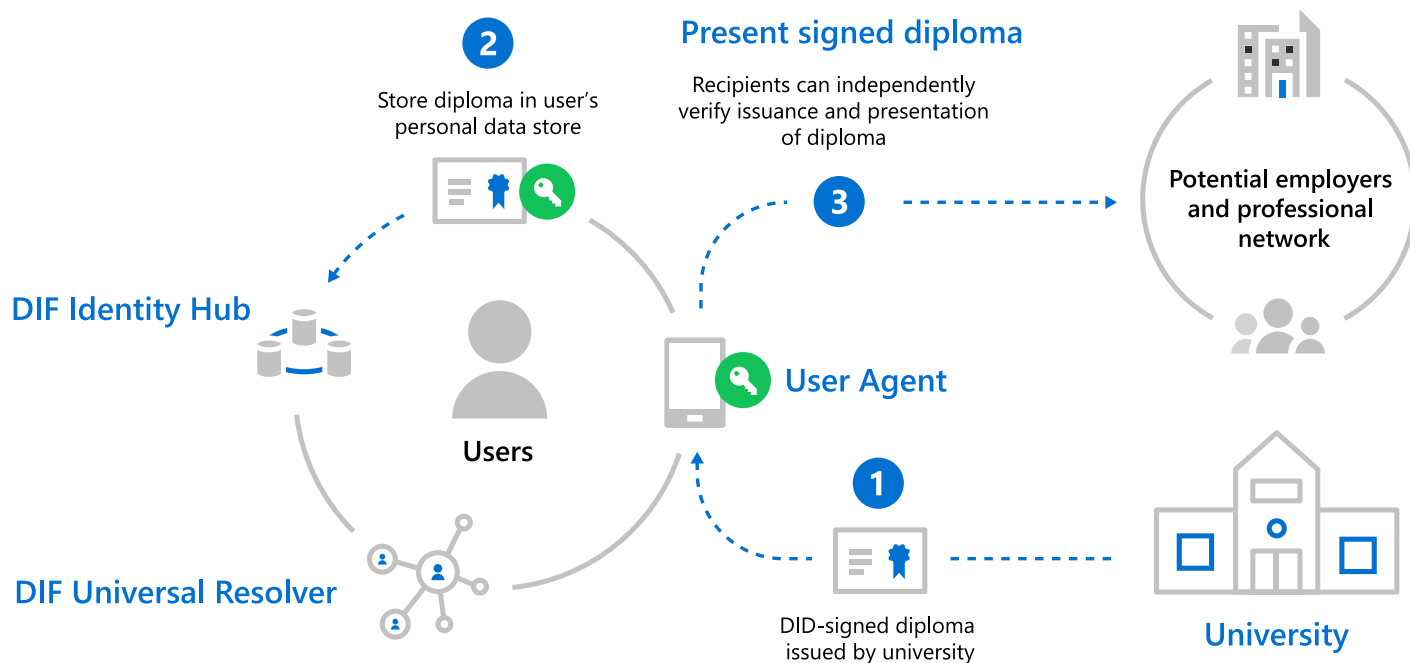 2
Store diploma in user’s
personal data store
Present signed diploma
Recipients can independently
verify issuance and presentation
of diploma
3
Potential employers
and professional
network
DIF Identity Hub
Users
User Agent
1
DID-signed diploma
issued by university
DIF Universal Resolver
University